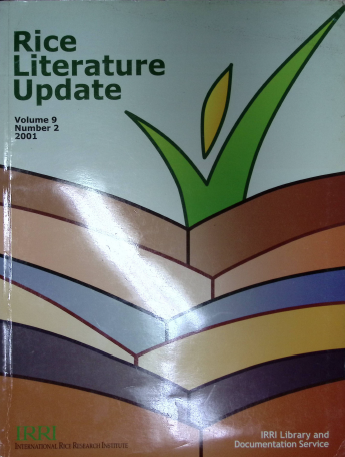 Rice
Literature
Update
Volume 9
Number 2
2001
IRRI
INTERNATIONAL RICE RESEARCH INSTITUTE
IRRI Library and
Documentation Service